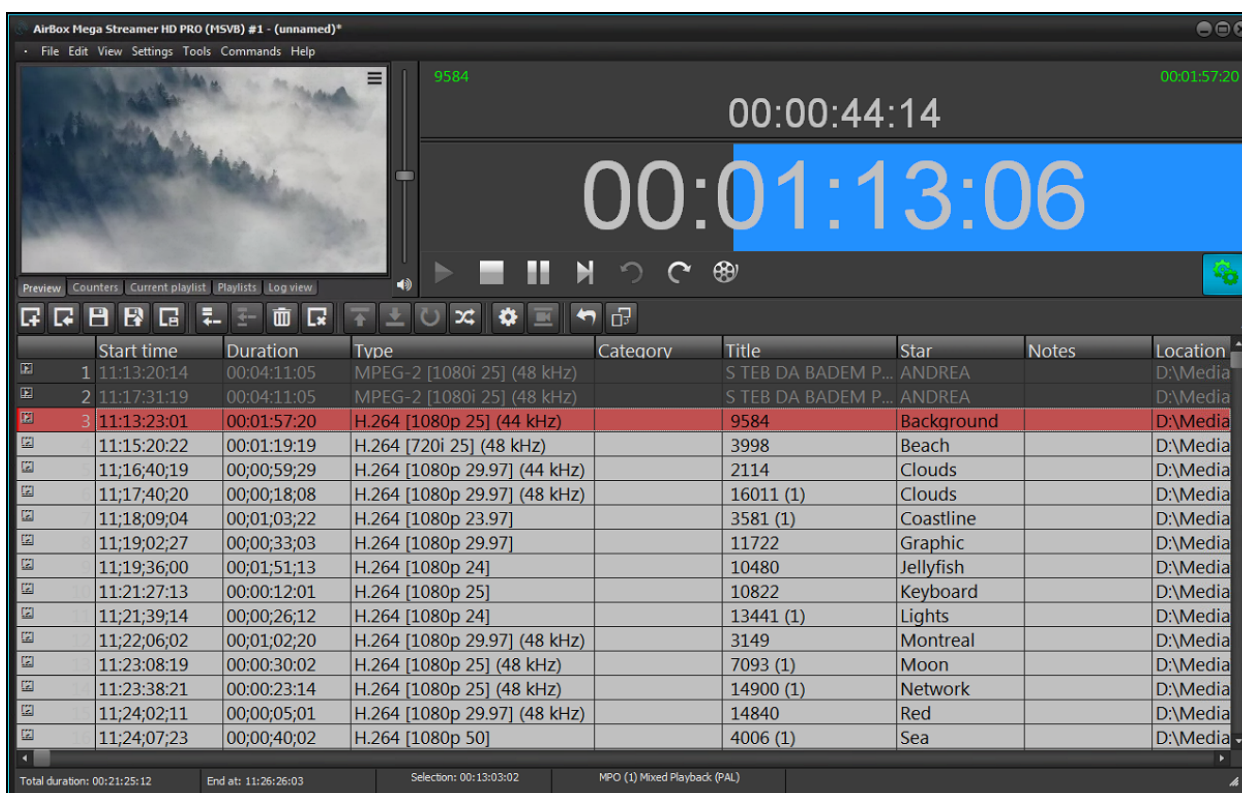 AirBox Mega Streamer HD PRO (MSVB) #1 - (unnamed)*
File Edit View Settings Tools Commands Help
9584 00:01:57:20
00:00:44:14
00:01:13:06
Preview Counters Current playlist Playlists Log view
Start time Duration Type Category Title Star Notes Location
1 11:13:20:14 00:04:11:05 MPEG-2 [1080i 25] (48 kHz) S TEB DA BADEM P... ANDREA D:\Media
2 11:17:31:19 00:04:11:05 MPEG-2 [1080i 25] (48 kHz) S TEB DA BADEM P... ANDREA D:\Media
3 11:13:23:01 00:01:57:20 H.264 [1080p 25] (44 kHz) 9584 Background D:\Media
4 11:15:20:22 00:01:19:19 H.264 [720i 25] (48 kHz) 3998 Beach D:\Media
5 11;16;40;19 00;00;59;29 H.264 [1080p 29.97] (44 kHz) 2114 Clouds D:\Media
6 11;17;40;20 00;00;18;08 H.264 [1080p 29.97] (48 kHz) 16011 (1) Clouds D:\Media
7 11;18;09;04 00;01;03;22 H.264 [1080p 23.97] 3581 (1) Coastline D:\Media
8 11;19;02;27 00;00;33;03 H.264 [1080p 29.97] 11722 Graphic D:\Media
9 11;19;36;00 00;01;51;13 H.264 [1080p 24] 10480 Jellyfish D:\Media
10 11:21:27:13 00:00:12:01 H.264 [1080p 25] 10822 Keyboard D:\Media
11 11;21;39;14 00;00;26;12 H.264 [1080p 24] 13441 (1) Lights D:\Media
12 11;22;06;02 00;01;02;20 H.264 [1080p 29.97] (48 kHz) 3149 Montreal D:\Media
13 11:23:08:19 00:00:30:02 H.264 [1080p 25] (48 kHz) 7093 (1) Moon D:\Media
14 11:23:38:21 00:00:23:14 H.264 [1080p 25] (48 kHz) 14900 (1) Network D:\Media
15 11;24;02;11 00;00;05;01 H.264 [1080p 29.97] (48 kHz) 14840 Red D:\Media
16 11;24;07;23 00;00;40;02 H.264 [1080p 50] 4006 (1) Sea D:\Media
Total duration: 00:21:25:12 End at: 11:26:26:03 Selection: 00:13:03:02 MPO (1) Mixed Playback (PAL)